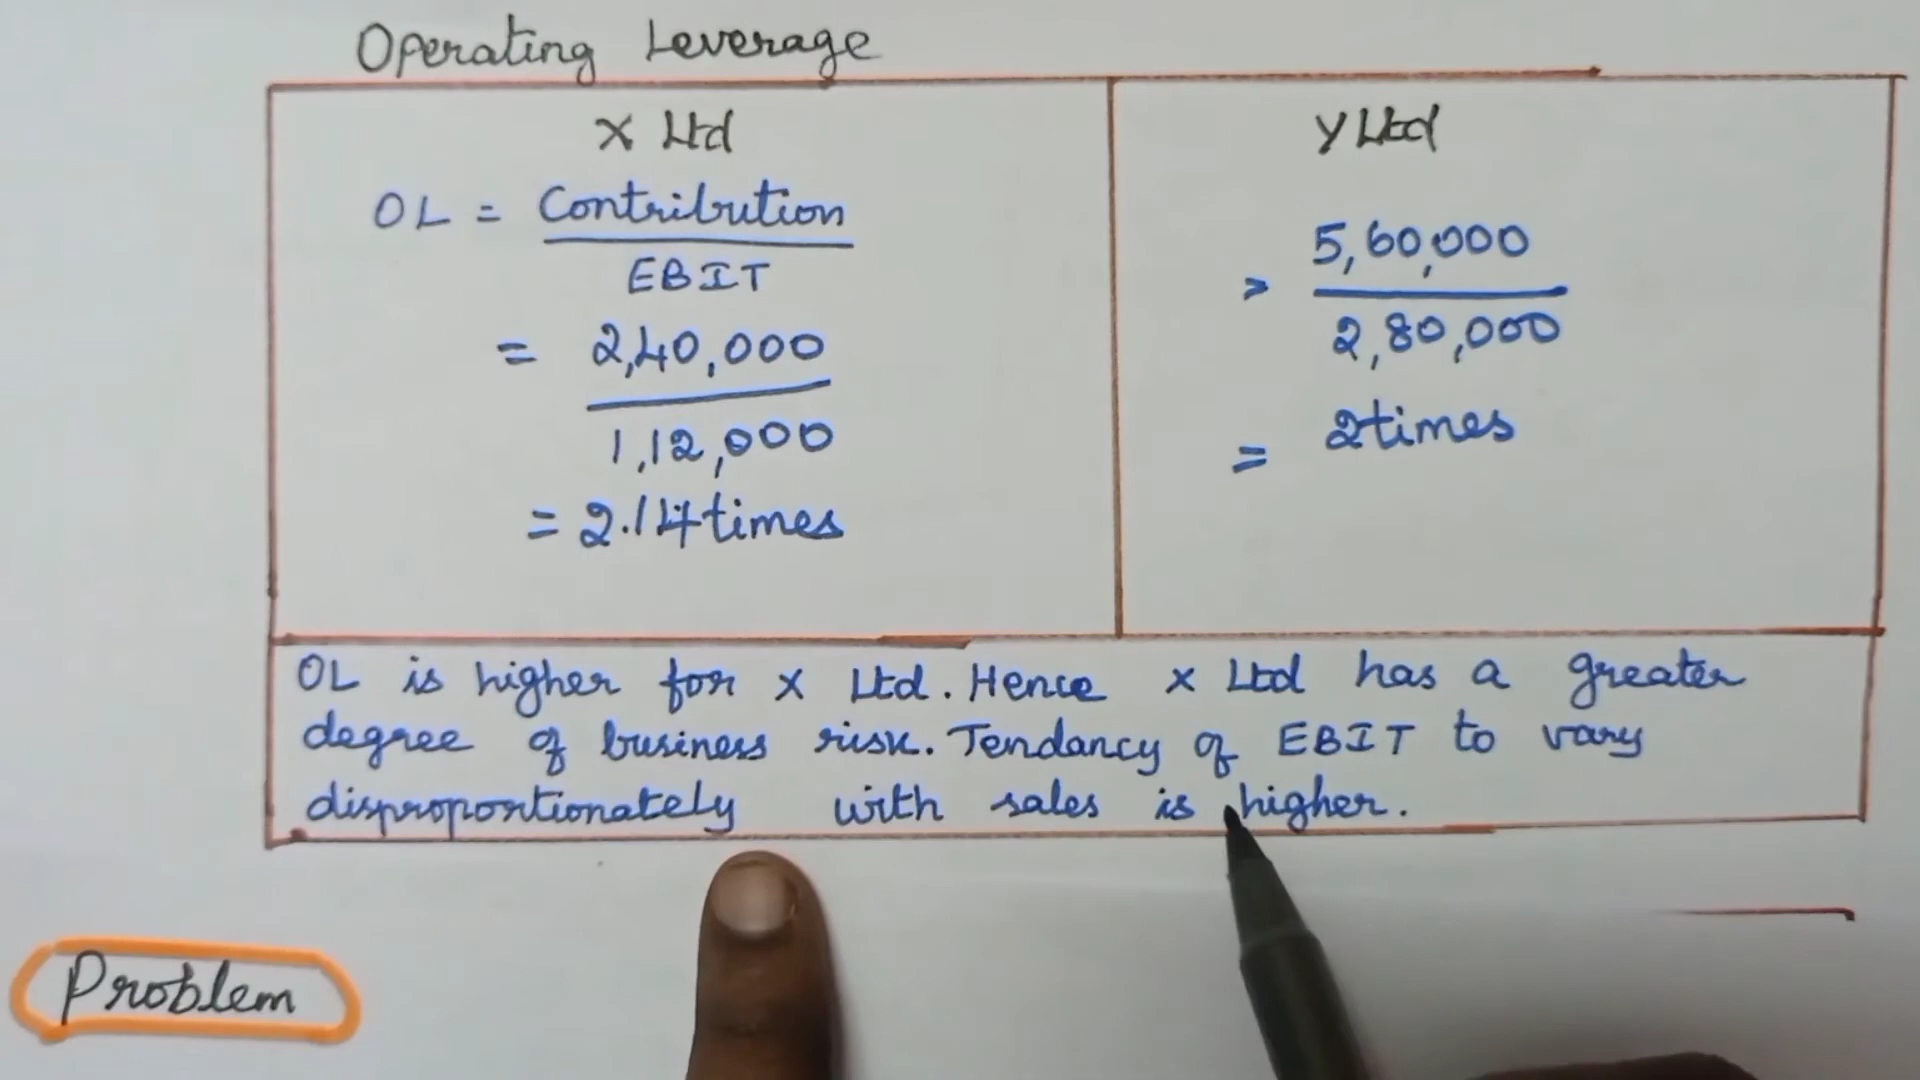 Operating Leverage
X Ltd
OL = Contribution
EBIT
= 2,40,000
1,12,000
= 2.14 times
Y Ltd
= 5,60,000
2,80,000
= 2 times
OL is higher for X Ltd. Hence X Ltd has a greater
degree of business risk. Tendancy of EBIT to vary
disproportionately with sales is higher.
Problem